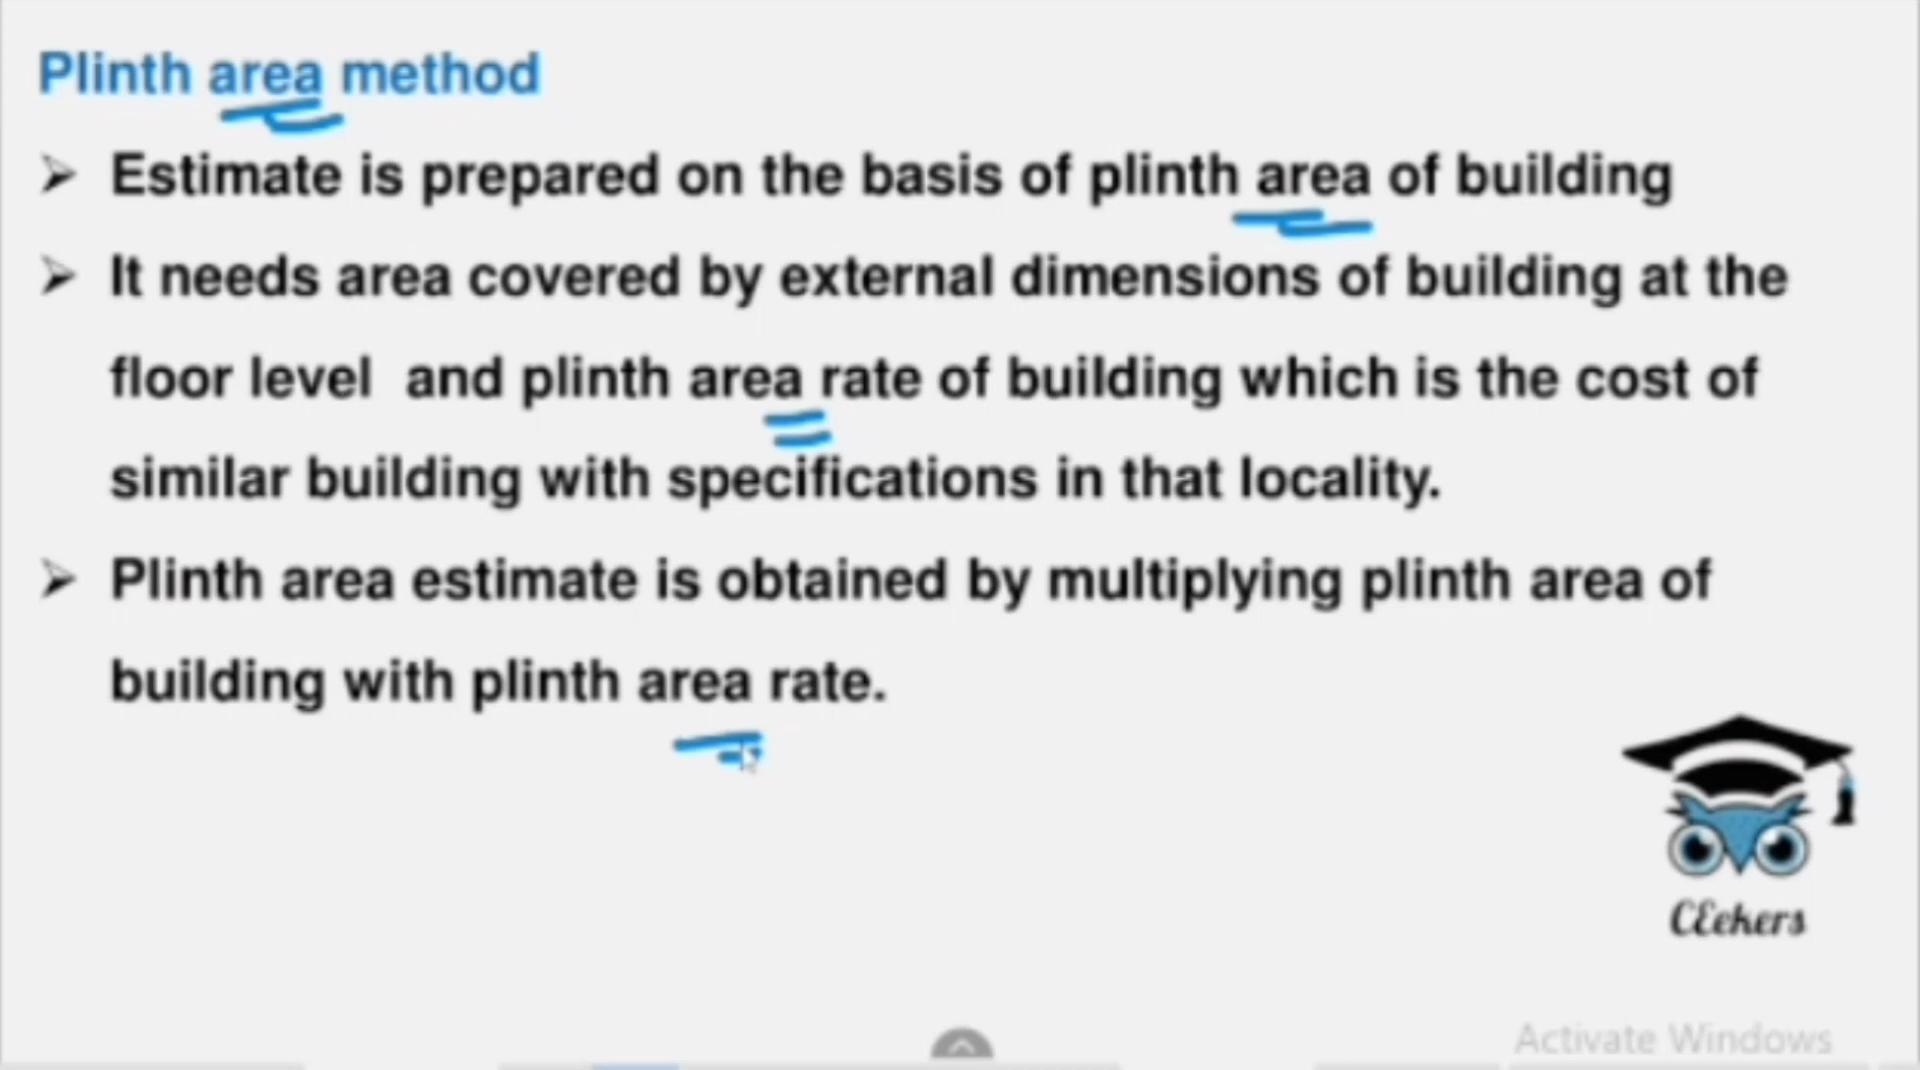 Plinth area method
➢ Estimate is prepared on the basis of plinth area of building
➢ It needs area covered by external dimensions of building at the
floor level and plinth area rate of building which is the cost of
similar building with specifications in that locality.
➢ Plinth area estimate is obtained by multiplying plinth area of
building with plinth area rate.
CEekers
Activate Windows